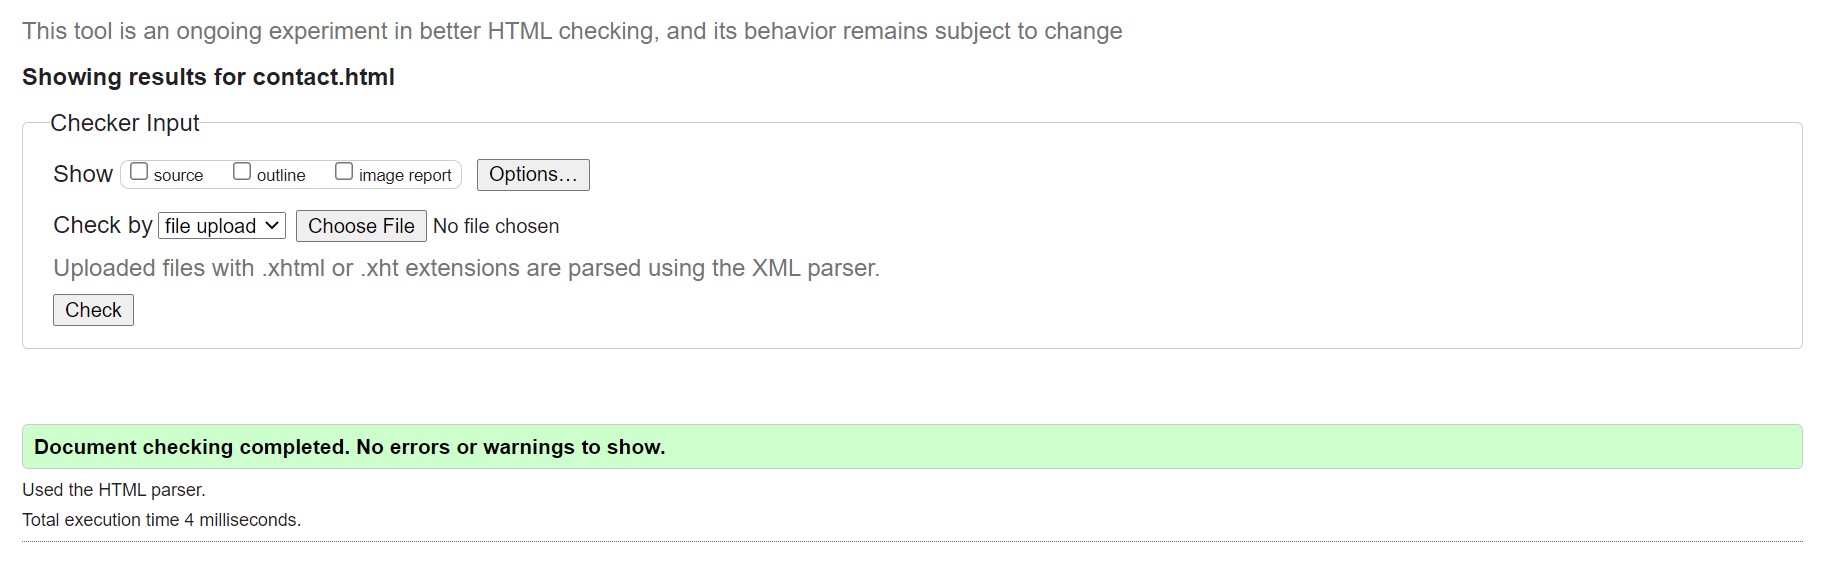 This tool is an ongoing experiment in better HTML checking, and its behavior remains subject to change
Showing results for contact.html
Checker Input
Show source outline image report Options…
Check by file upload Choose File No file chosen
Uploaded files with .xhtml or .xht extensions are parsed using the XML parser.
Check
Document checking completed. No errors or warnings to show.
Used the HTML parser.
Total execution time 4 milliseconds.